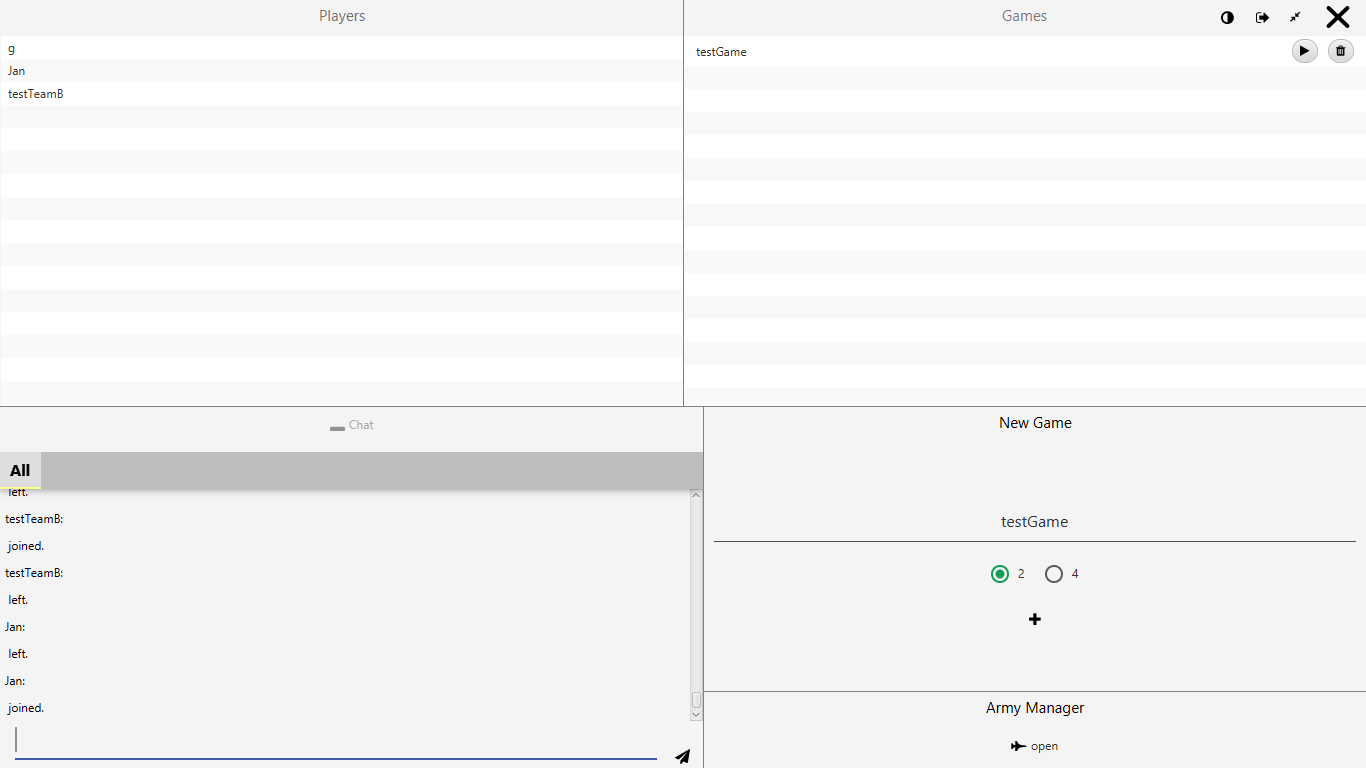 Players
g
Jan
testTeamB
Games
testGame
Chat
All
left.
testTeamB:
joined.
testTeamB:
left.
Jan:
left.
Jan:
joined.
New Game
testGame
2 4
Army Manager
open